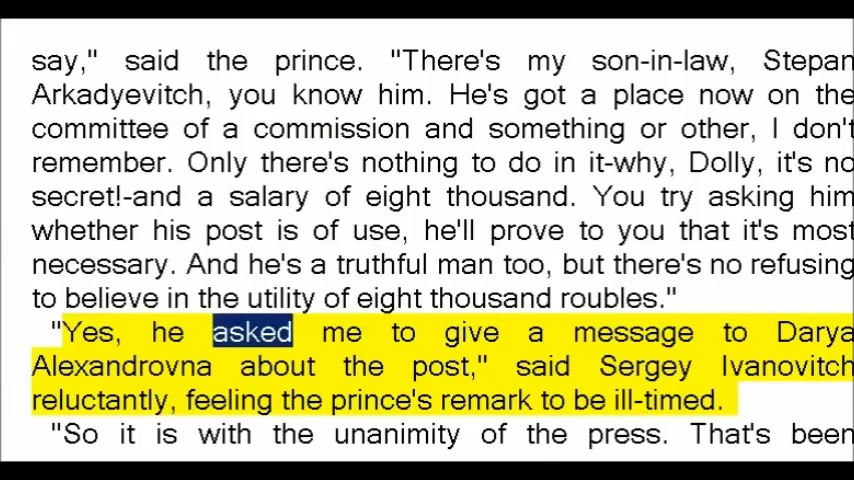 say," said the prince. "There's my son-in-law, Stepan
Arkadyevitch, you know him. He's got a place now on the
committee of a commission and something or other, I don't
remember. Only there's nothing to do in it-why, Dolly, it's no
secret!-and a salary of eight thousand. You try asking him
whether his post is of use, he'll prove to you that it's most
necessary. And he's a truthful man too, but there's no refusing
to believe in the utility of eight thousand roubles."
"Yes, he asked me to give a message to Darya
Alexandrovna about the post," said Sergey Ivanovitch
reluctantly, feeling the prince's remark to be ill-timed.
"So it is with the unanimity of the press. That's been